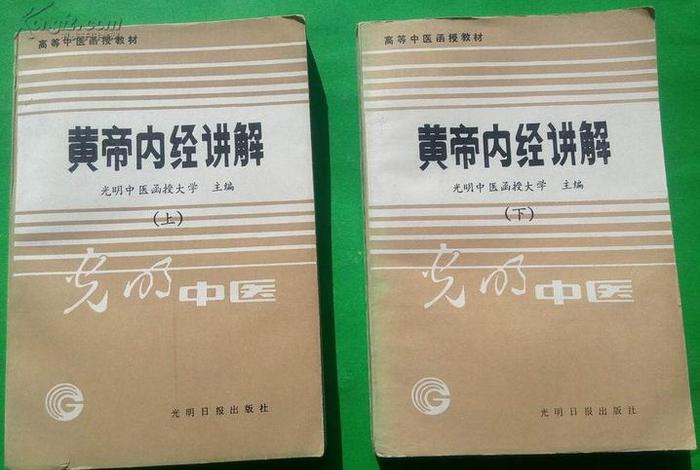 Kongfz.com
高等中医函授教材
黄帝内经讲解
光明中医函授大学 主编
(上)
光明中医
光明日报出版社
高等中医函授教材
黄帝内经讲解
光明中医函授大学 主编
(下)
光明中医
光明日报出版社